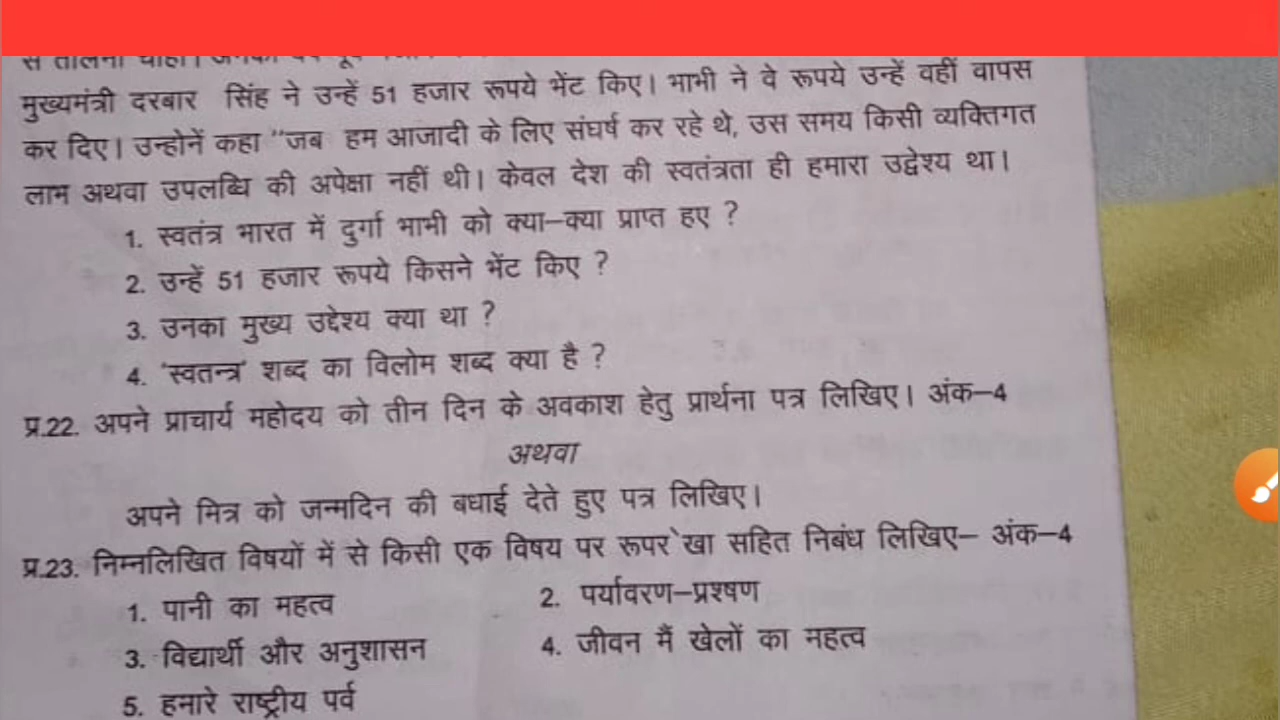 मुख्यमंत्री दरबार सिंह ने उन्हें 51 हजार रूपये भेंट किए। भाभी ने वे रूपये उन्हें वहीं वापस
कर दिए। उन्होनें कहा "जब हम आजादी के लिए संघर्ष कर रहे थे, उस समय किसी व्यक्तिगत
लाभ अथवा उपलब्धि की अपेक्षा नहीं थी। केवल देश की स्वतंत्रता ही हमारा उद्वेश्य था।
1. स्वतंत्र भारत में दुर्गा भाभी को क्या–क्या प्राप्त हए ?
2. उन्हें 51 हजार रूपये किसने भेंट किए ?
3. उनका मुख्य उद्देश्य क्या था ?
4. 'स्वतन्त्र' शब्द का विलोम शब्द क्या है ?
प्र.22. अपने प्राचार्य महोदय को तीन दिन के अवकाश हेतु प्रार्थना पत्र लिखिए। अंक–4
अथवा
अपने मित्र को जन्मदिन की बधाई देते हुए पत्र लिखिए।
प्र.23. निम्नलिखित विषयों में से किसी एक विषय पर रूपरेखा सहित निबंध लिखिए– अंक–4
1. पानी का महत्व 2. पर्यावरण–प्रश्षण
3. विद्यार्थी और अनुशासन 4. जीवन मैं खेलों का महत्व
5. हमारे राष्ट्रीय पर्व